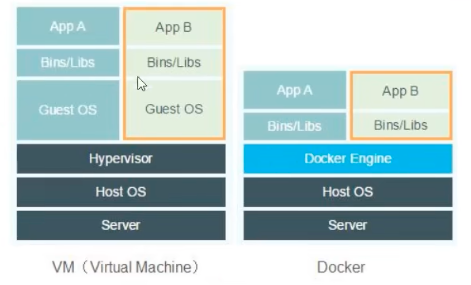 App A App B
Bins/Libs Bins/Libs
Guest OS Guest OS
Hypervisor
Host OS
Server
VM（Virtual Machine）
App A App B
Bins/Libs Bins/Libs
Docker Engine
Host OS
Server
Docker